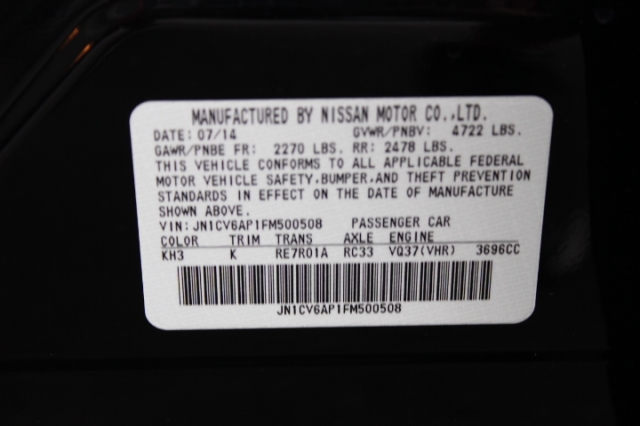 MANUFACTURED BY NISSAN MOTOR CO.,LTD.
DATE: 07/14 GVWR/PNBV: 4722 LBS.
GAWR/PNBE FR: 2270 LBS. RR: 2478 LBS.
THIS VEHICLE CONFORMS TO ALL APPLICABLE FEDERAL
MOTOR VEHICLE SAFETY,BUMPER,AND THEFT PREVENTION
STANDARDS IN EFFECT ON THE DATE OF MANUFACTURE
SHOWN ABOVE.
VIN: JN1CV6AP1FM500508 PASSENGER CAR
COLOR TRIM TRANS AXLE ENGINE
KH3 K RE7R01A RC33 VQ37(VHR) 3696CC
JN1CV6AP1FM500508